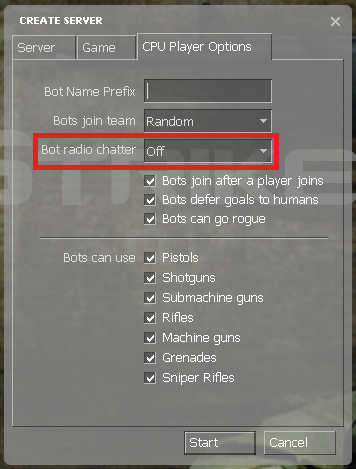 CREATE SERVER
Server Game CPU Player Options
Bot Name Prefix
Bots join team Random
Bot radio chatter Off
Bots join after a player joins
Bots defer goals to humans
Bots can go rogue
Bots can use Pistols
Shotguns
Submachine guns
Rifles
Machine guns
Grenades
Sniper Rifles
Start Cancel